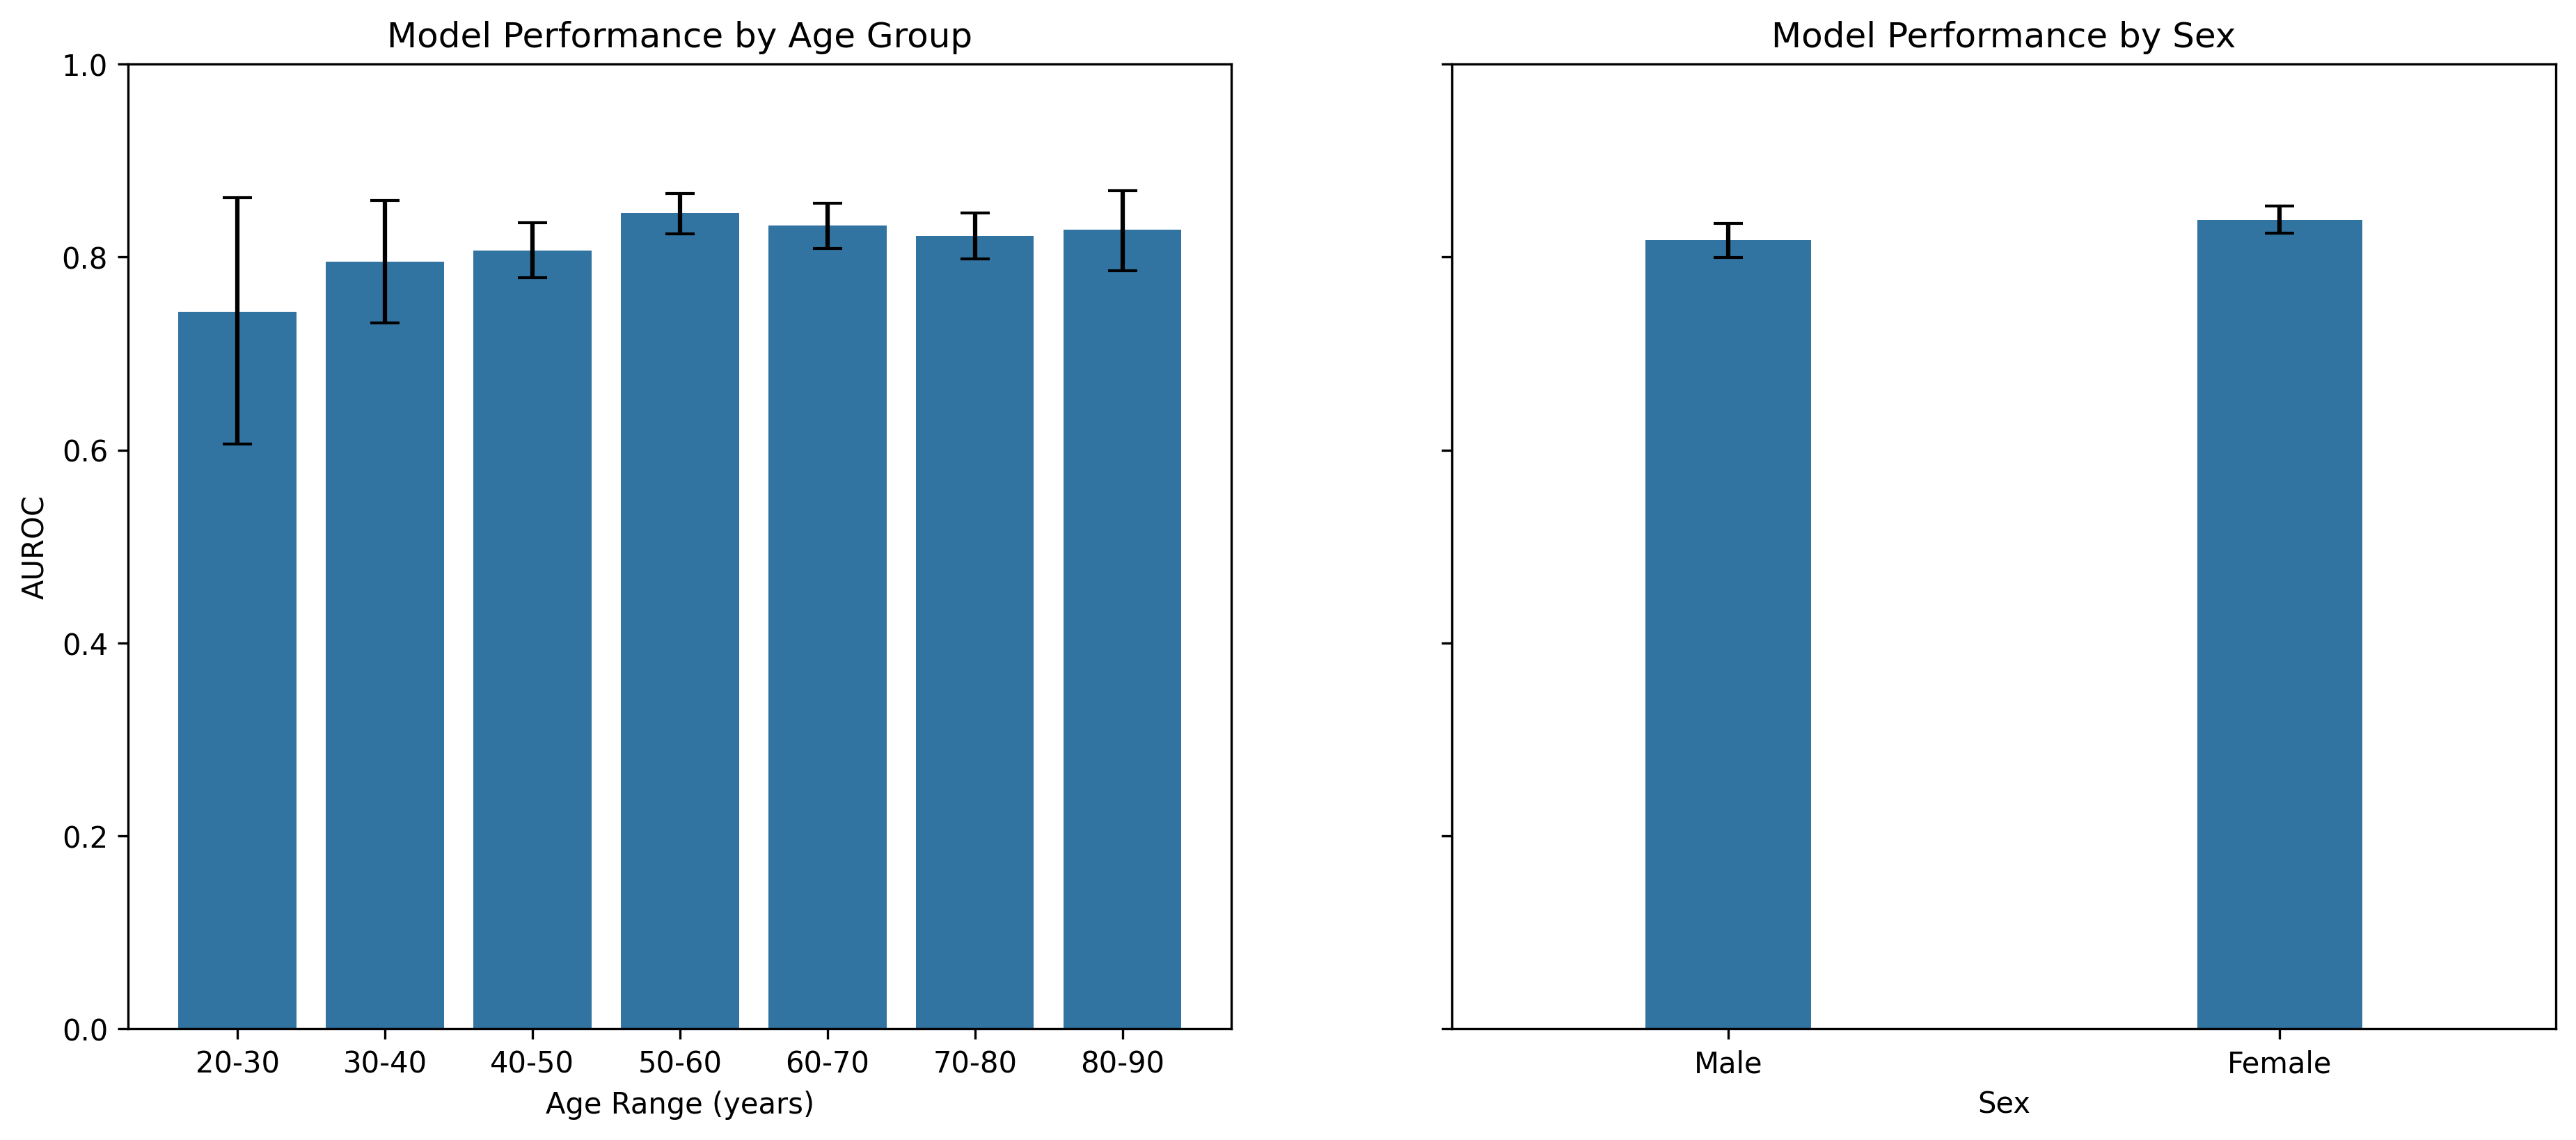 Model Performance by Age Group
1.0
0.8
0.6
0.4
0.2
0.0
AUROC
20-30 30-40 40-50 50-60 60-70 70-80 80-90
Age Range (years)
Model Performance by Sex
Male Female
Sex